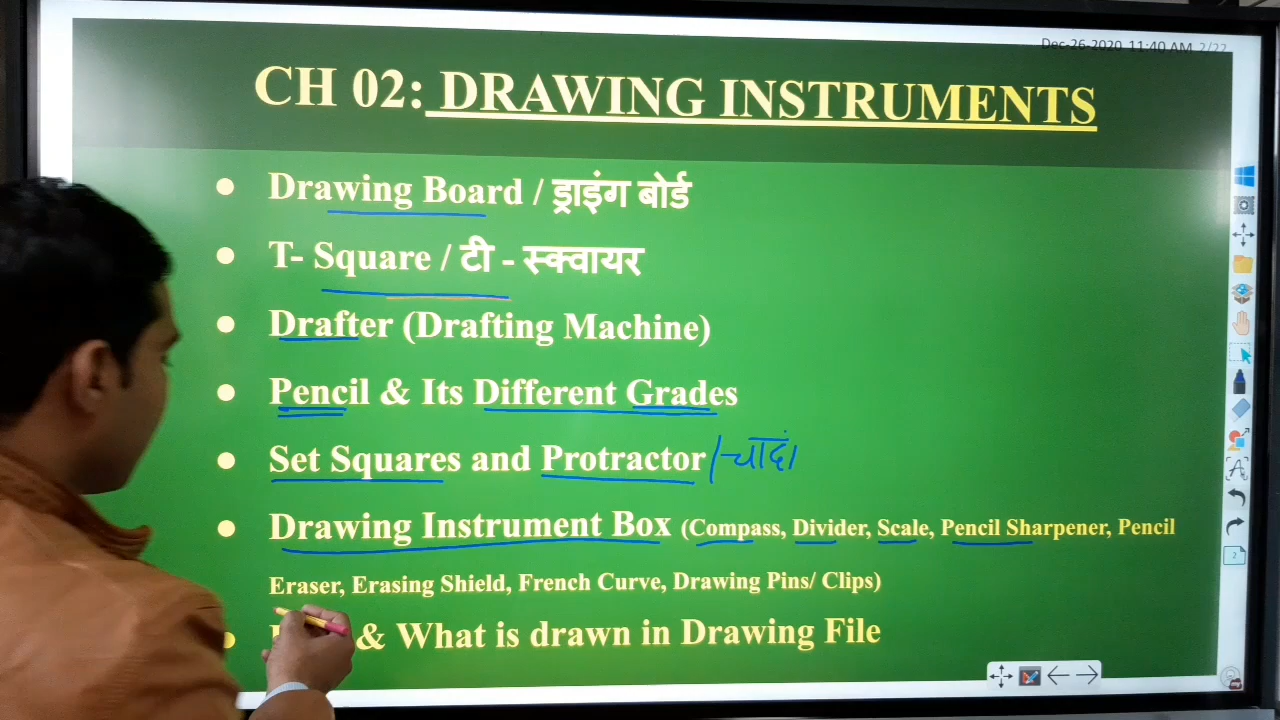 Dec-26-2020 11:40 AM 2/22
CH 02: DRAWING INSTRUMENTS
• Drawing Board / ड्राइंग बोर्ड
• T- Square / टी - स्क्वायर
• Drafter (Drafting Machine)
• Pencil & Its Different Grades
• Set Squares and Protractor /चादं।
• Drawing Instrument Box (Compass, Divider, Scale, Pencil Sharpener, Pencil
Eraser, Erasing Shield, French Curve, Drawing Pins/ Clips)
• & What is drawn in Drawing File